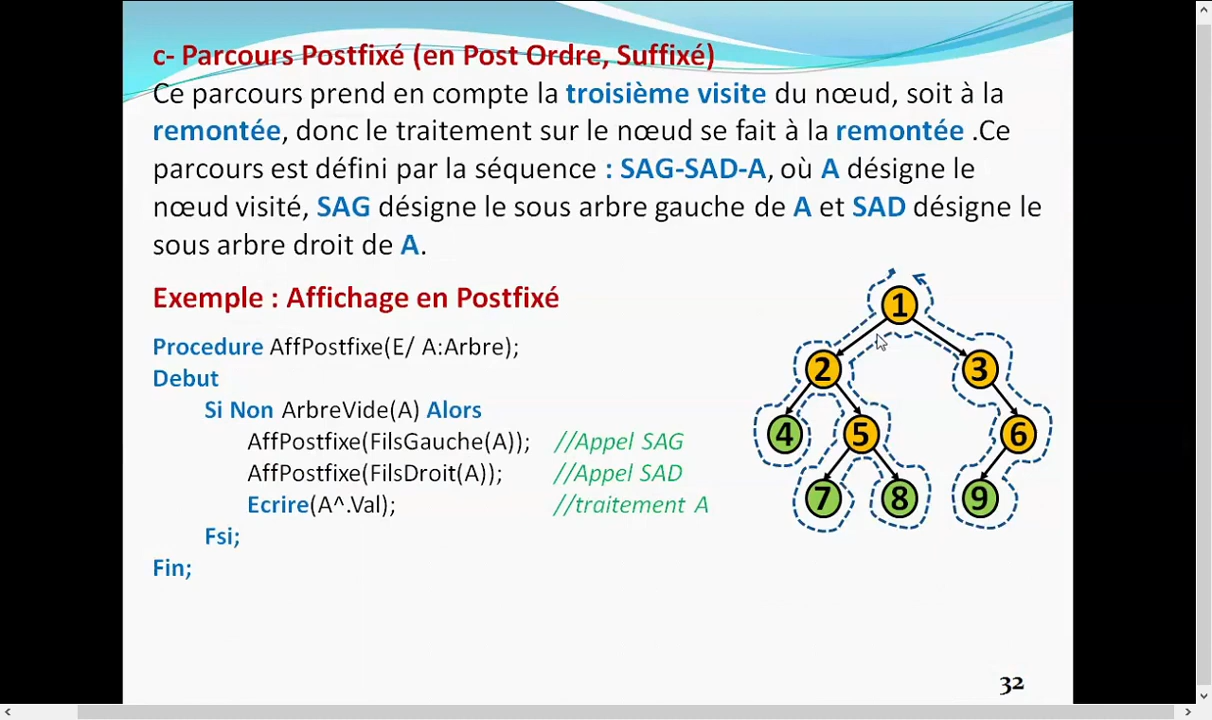 c- Parcours Postfixé (en Post Ordre, Suffixé)
Ce parcours prend en compte la troisième visite du nœud, soit à la
remontée, donc le traitement sur le nœud se fait à la remontée .Ce
parcours est défini par la séquence : SAG-SAD-A, où A désigne le
nœud visité, SAG désigne le sous arbre gauche de A et SAD désigne le
sous arbre droit de A.
Exemple : Affichage en Postfixé
Procedure AffPostfixe(E/ A:Arbre);
Debut
Si Non ArbreVide(A) Alors
AffPostfixe(FilsGauche(A)); //Appel SAG
AffPostfixe(FilsDroit(A)); //Appel SAD
Ecrire(A^.Val); //traitement A
Fsi;
Fin;
1
2 3
4 5 6
7 8 9
32